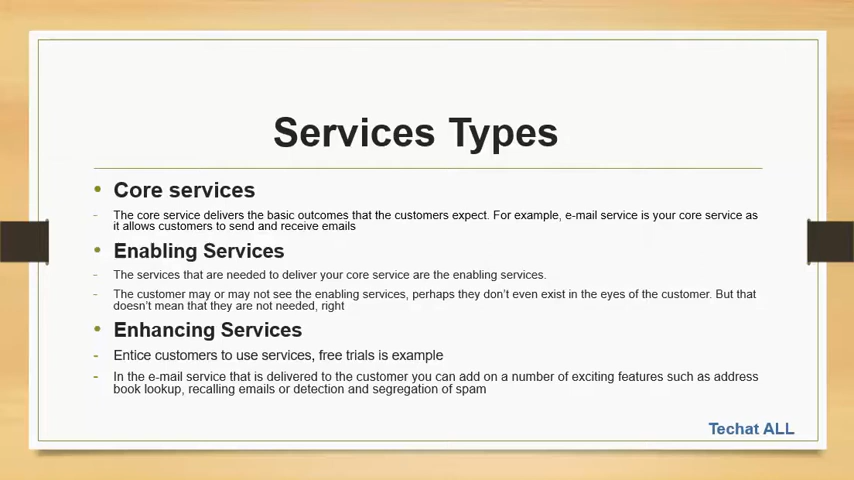 Services Types
• Core services
- The core service delivers the basic outcomes that the customers expect. For example, e-mail service is your core service as
it allows customers to send and receive emails
• Enabling Services
- The services that are needed to deliver your core service are the enabling services.
- The customer may or may not see the enabling services, perhaps they don’t even exist in the eyes of the customer. But that
doesn’t mean that they are not needed, right
• Enhancing Services
- Entice customers to use services, free trials is example
- In the e-mail service that is delivered to the customer you can add on a number of exciting features such as address
book lookup, recalling emails or detection and segregation of spam
Techat ALL